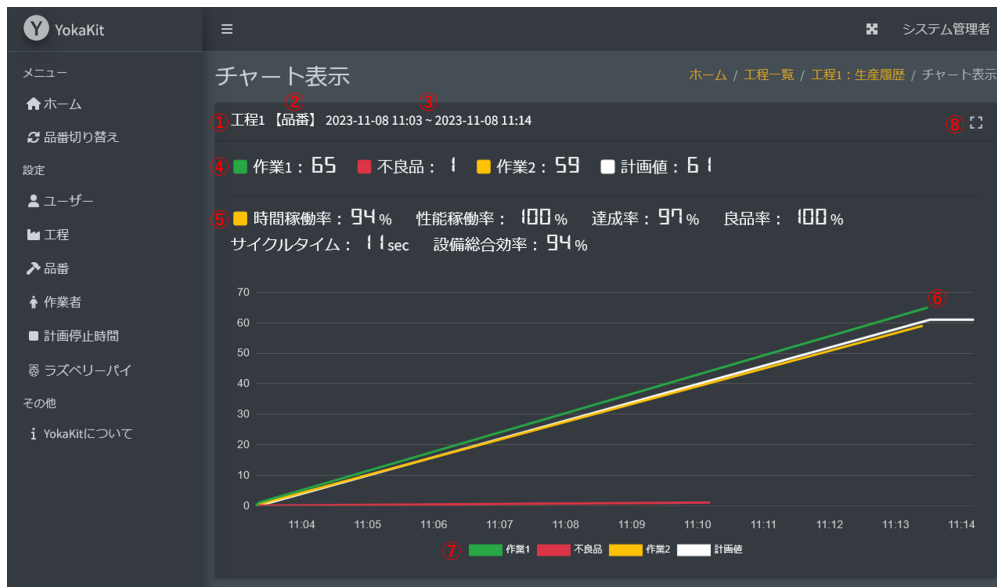 Y YokaKit
システム管理者
メニュー
ホーム
品番切り替え
設定
ユーザー
工程
品番
作業者
計画停止時間
ラズベリーパイ
その他
i YokaKitについて
チャート表示
ホーム / 工程一覧 / 工程1：生産履歴 / チャート表示
② ③
① 工程1 【品番】 2023-11-08 11:03 ~ 2023-11-08 11:14 ⑧
④ 作業1： 65 不良品： 1 作業2： 59 計画値： 61
⑤ 時間稼働率： 94 % 性能稼働率： 100 % 達成率： 97 % 良品率： 100 %
サイクルタイム： 11 sec 設備総合効率： 94 %
⑥
70
60
50
40
30
20
10
0
11:04 11:05 11:06 11:07 11:08 11:09 11:10 11:11 11:12 11:13 11:14
⑦ 作業1 不良品 作業2 計画値